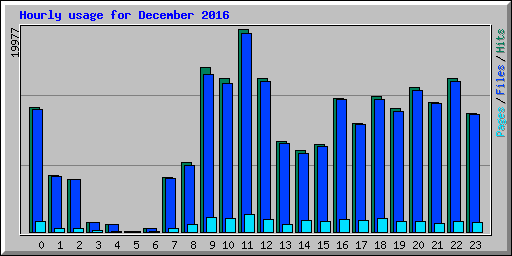 Hourly usage for December 2016
19977
Pages/Files/Hits
0 1 2 3 4 5 6 7 8 9 10 11 12 13 14 15 16 17 18 19 20 21 22 23